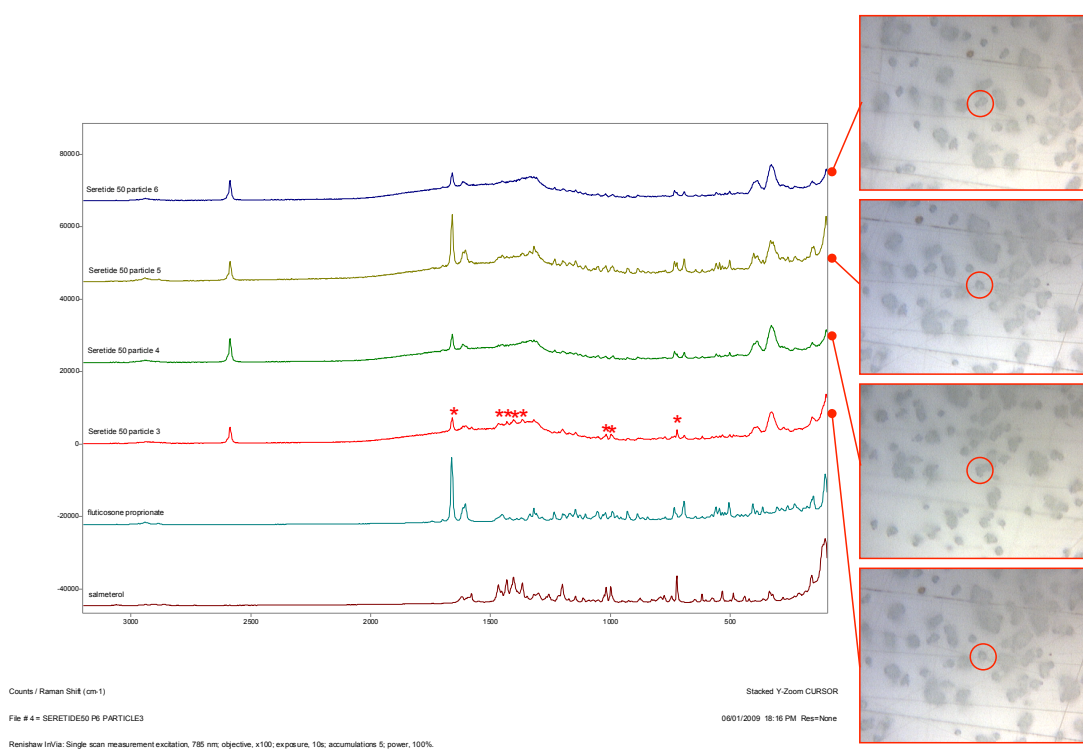 80000
Seretide 50 particle 6
60000
Seretide 50 particle 5
40000
Seretide 50 particle 4
20000
* * * * * * * *
Seretide 50 particle 3
0
fluticosone proprionate
-20000
salmeterol
-40000
3000 2500 2000 1500 1000 500
Counts / Raman Shift (cm-1) Stacked Y-Zoom CURSOR
File # 4 = SERETIDE50 P6 PARTICLE3 06/01/2009 18:16 PM Res=None
Renishaw InVia: Single scan measurement excitation, 785 nm; objective, x100; exposure, 10s; accumulations 5; power, 100%.